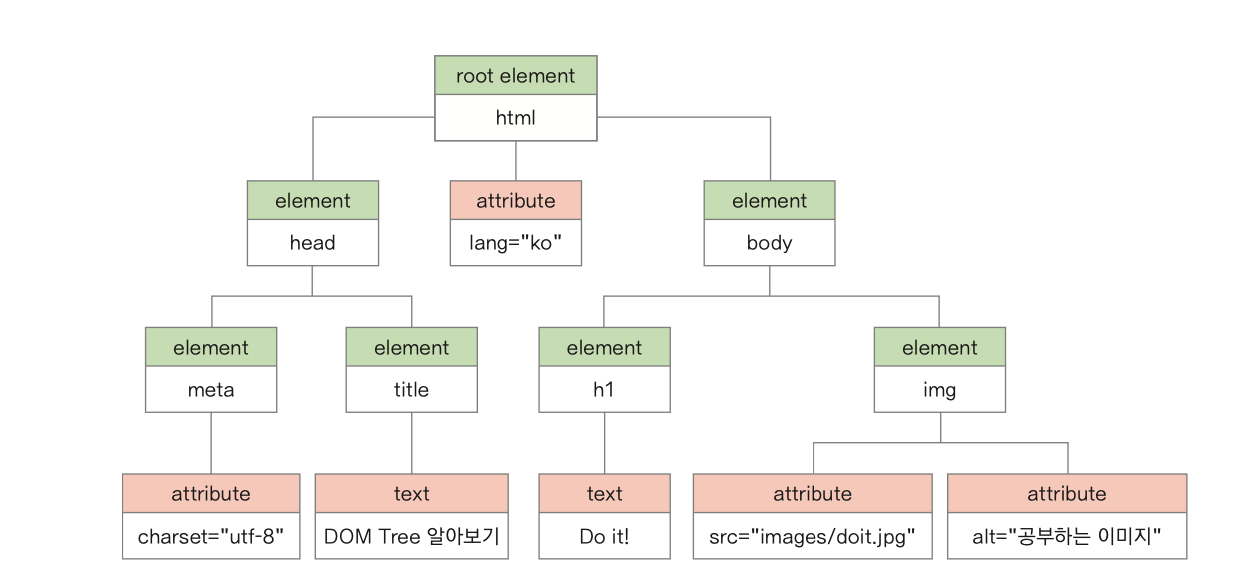 root element
html
element
head
attribute
lang="ko"
element
body
element
meta
element
title
element
h1
element
img
attribute
charset="utf-8"
text
DOM Tree 알아보기
text
Do it!
attribute
src="images/doit.jpg"
attribute
alt="공부하는 이미지"